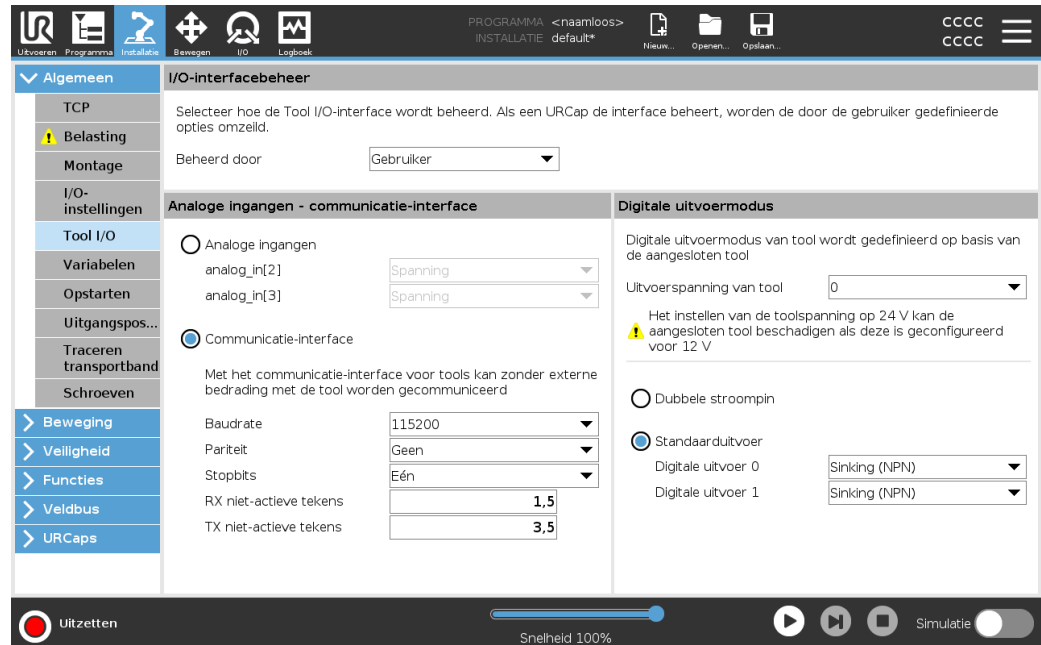 UR
PROGRAMMA <naamloos>
INSTALLATIE default*
CCCC
CCCC
Uitvoeren Programma Installatie Bewegen I/O Logboek Nieuw... Openen... Opslaan...
Algemeen
TCP
Belasting
Montage
I/O-
instellingen
Tool I/O
Variabelen
Opstarten
Uitgangspos...
Traceren
transportband
Schroeven
Beweging
Veiligheid
Functies
Veldbus
URCaps
I/O-interfacebeheer
Selecteer hoe de Tool I/O-interface wordt beheerd. Als een URCap de interface beheert, worden de door de gebruiker gedefinieerde
opties omzeild.
Beheerd door Gebruiker
Analoge ingangen - communicatie-interface
Analoge ingangen
analog_in[2] Spanning
analog_in[3] Spanning
Communicatie-interface
Met het communicatie-interface voor tools kan zonder externe
bedrading met de tool worden gecommuniceerd
Baudrate 115200
Pariteit Geen
Stopbits Eén
RX niet-actieve tekens 1,5
TX niet-actieve tekens 3,5
Digitale uitvoermodus
Digitale uitvoermodus van tool wordt gedefinieerd op basis van
de aangesloten tool
Uitvoerspanning van tool 0
Het instellen van de toolspanning op 24 V kan de
aangesloten tool beschadigen als deze is geconfigureerd
voor 12 V
Dubbele stroompin
Standaarduitvoer
Digitale uitvoer 0 Sinking (NPN)
Digitale uitvoer 1 Sinking (NPN)
Uitzetten
Snelheid 100%
Simulatie